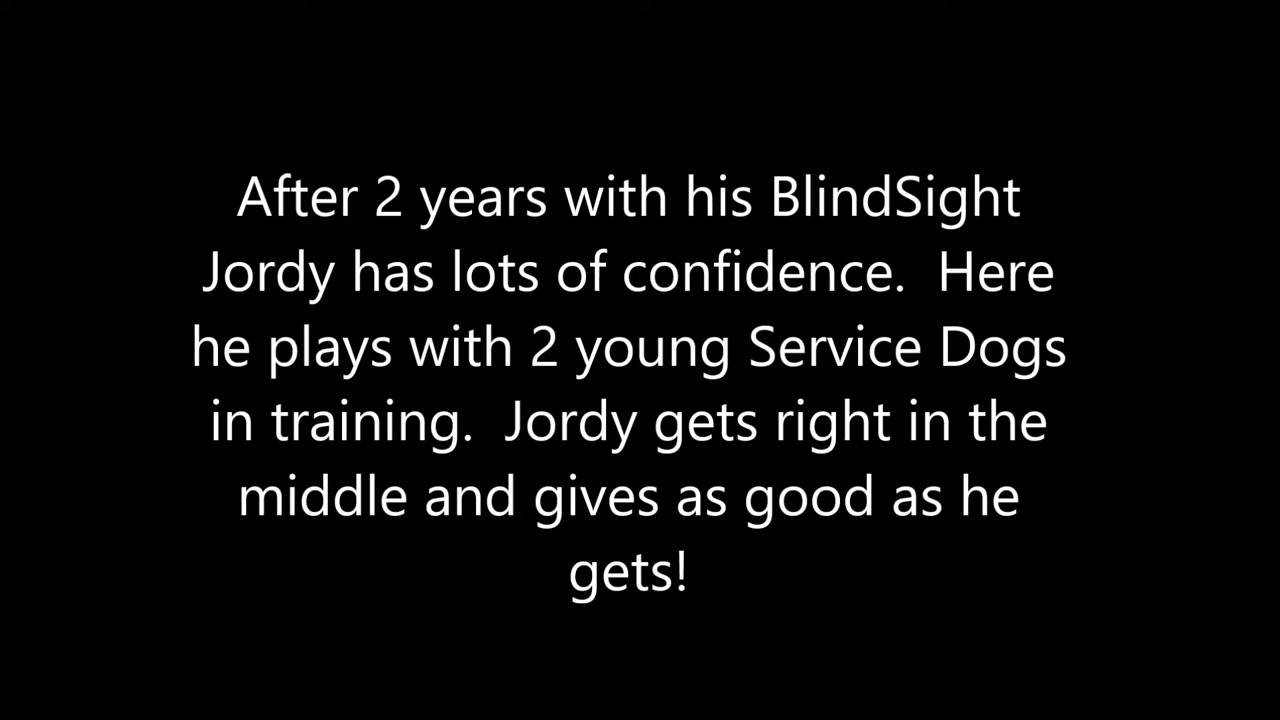 After 2 years with his BlindSight
Jordy has lots of confidence.  Here
he plays with 2 young Service Dogs
in training.  Jordy gets right in the
middle and gives as good as he
gets!